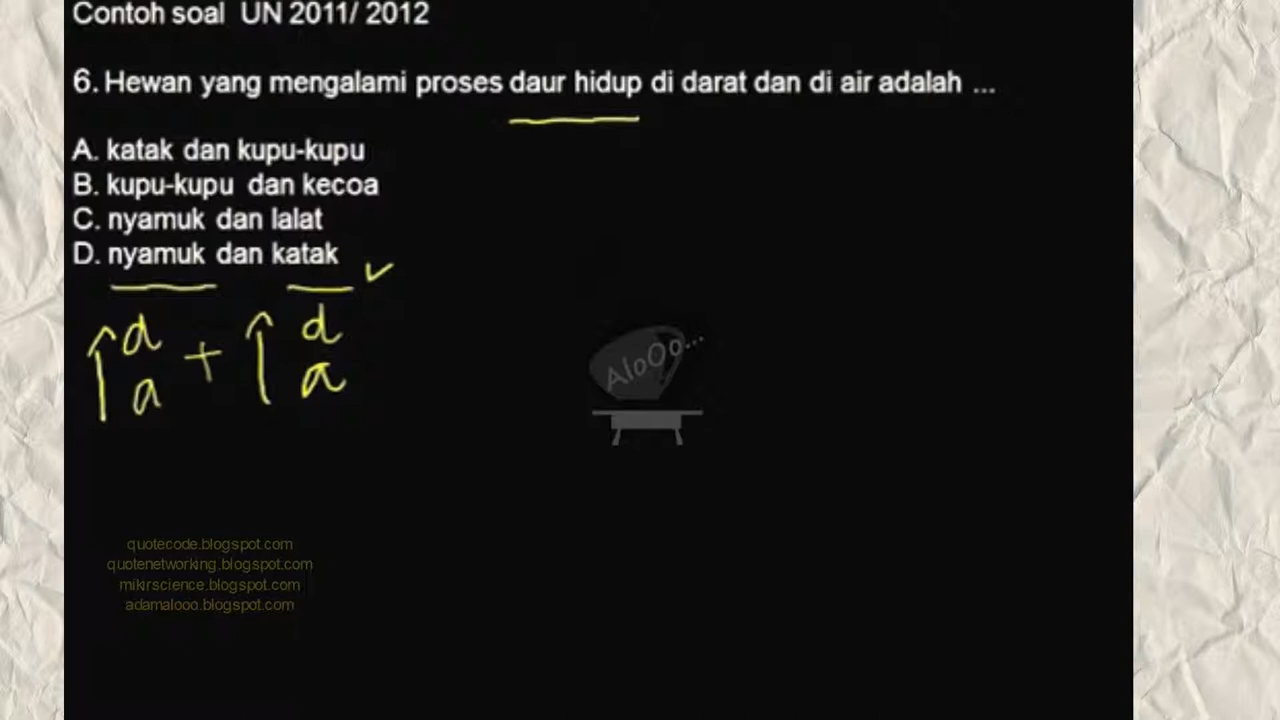 Contoh soal UN 2011/ 2012
6. Hewan yang mengalami proses daur hidup di darat dan di air adalah ...
A. katak dan kupu-kupu
B. kupu-kupu dan kecoa
C. nyamuk dan lalat
D. nyamuk dan katak
d + d
a a
AloOo...
quotecode.blogspot.com
quotenetworking.blogspot.com
mikirscience.blogspot.com
adamalooo.blogspot.com